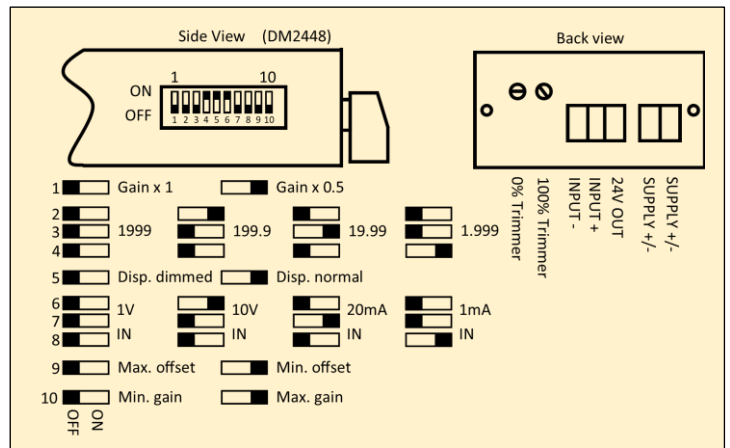 Side View (DM2448)
Back view
1 10
ON
OFF
1 2 3 4 5 6 7 8 9 10
0% Trimmer
100% Trimmer
INPUT -
INPUT +
24V OUT
SUPPLY +/-
SUPPLY +/-
1 Gain x 1 Gain x 0.5
2
3 1999 199.9 19.99 1.999
4
5 Disp. dimmed Disp. normal
6 1V 10V 20mA 1mA
7
8 IN IN IN IN
9 Max. offset Min. offset
10 Min. gain Max. gain
OFF
ON